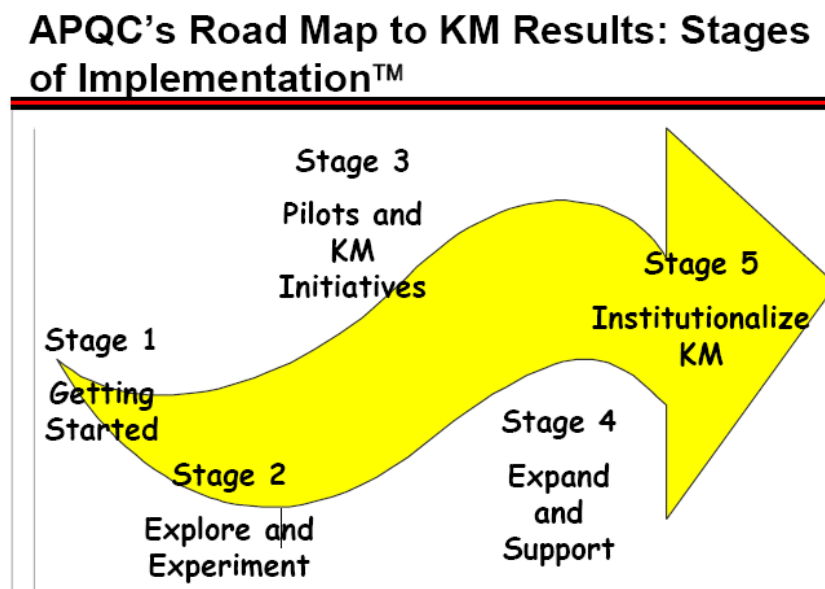 APQC's Road Map to KM Results: Stages
of Implementation™
Stage 1
Getting
Started
Stage 2
Explore and
Experiment
Stage 3
Pilots and
KM
Initiatives
Stage 4
Expand
and
Support
Stage 5
Institutionalize
KM